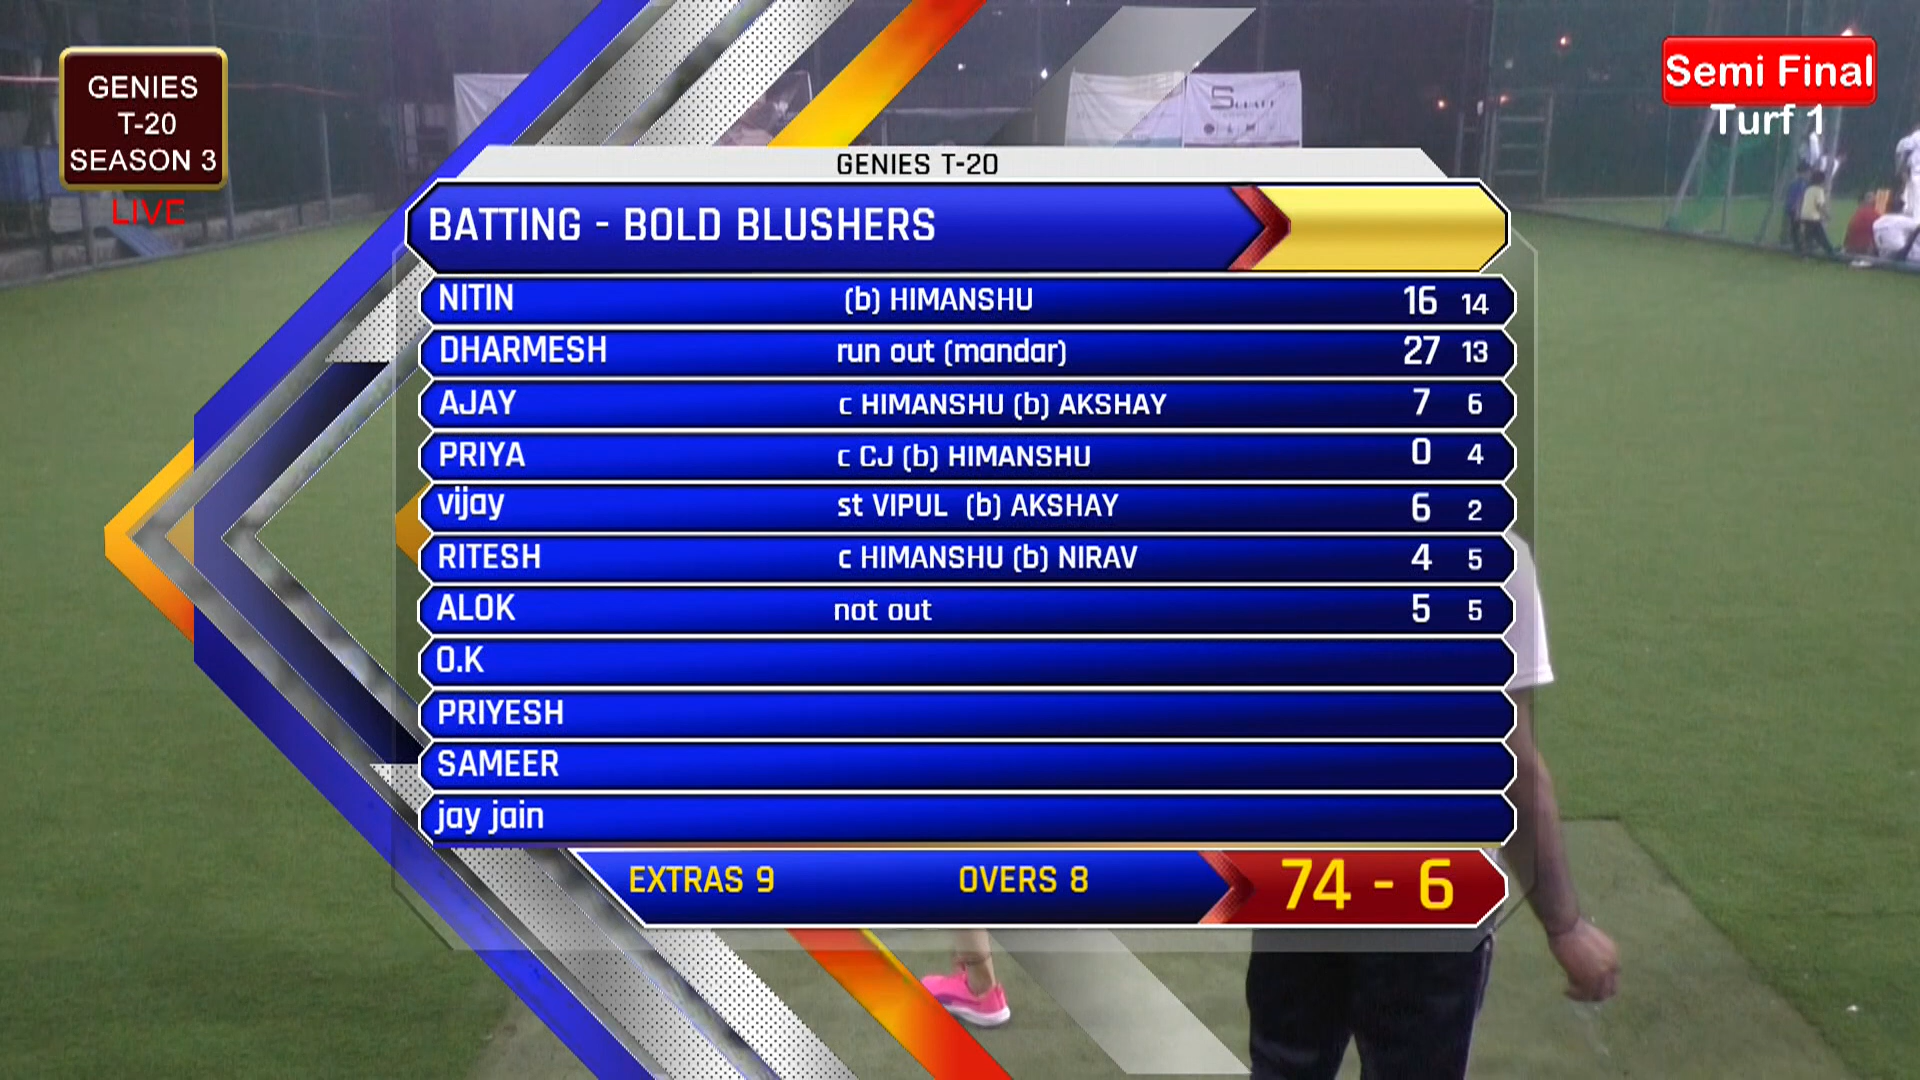 GENIES
T-20
SEASON 3
LIVE
Semi Final
Turf 1
GENIES T-20
BATTING - BOLD BLUSHERS
NITIN (b) HIMANSHU 16 14
DHARMESH run out (mandar) 27 13
AJAY c HIMANSHU (b) AKSHAY 7 6
PRIYA c CJ (b) HIMANSHU 0 4
vijay st VIPUL (b) AKSHAY 6 2
RITESH c HIMANSHU (b) NIRAV 4 5
ALOK not out 5 5
O.K
PRIYESH
SAMEER
jay jain
EXTRAS 9 OVERS 8 74 - 6